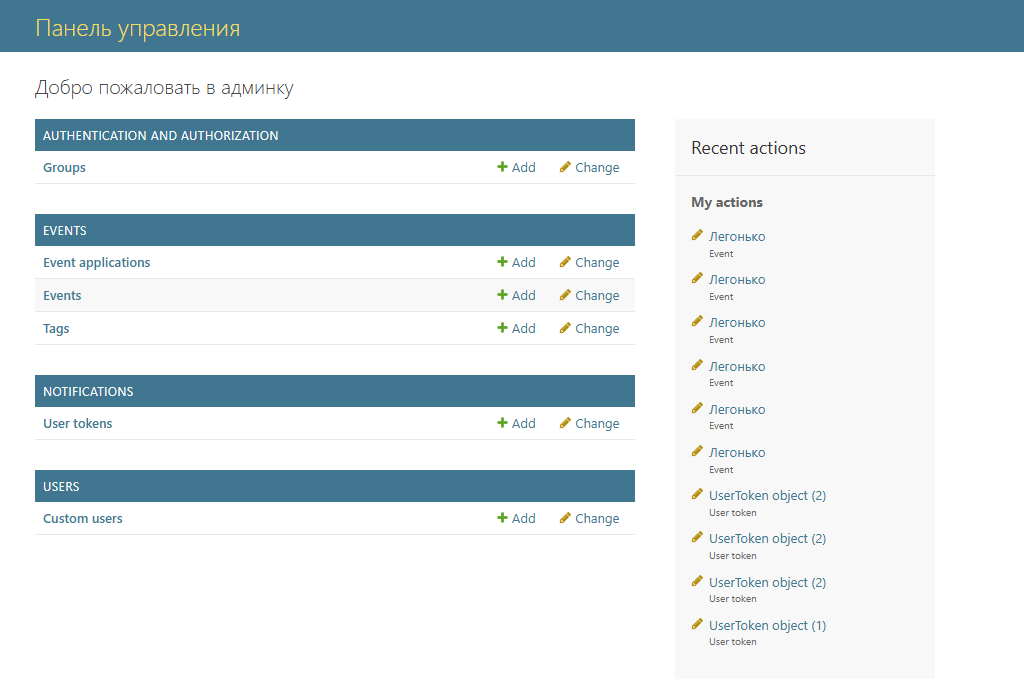 Панель управления
Добро пожаловать в админку
AUTHENTICATION AND AUTHORIZATION
Groups Add Change
EVENTS
Event applications Add Change
Events Add Change
Tags Add Change
NOTIFICATIONS
User tokens Add Change
USERS
Custom users Add Change
Recent actions
My actions
Легонько
Event
Легонько
Event
Легонько
Event
Легонько
Event
Легонько
Event
Легонько
Event
UserToken object (2)
User token
UserToken object (2)
User token
UserToken object (2)
User token
UserToken object (1)
User token